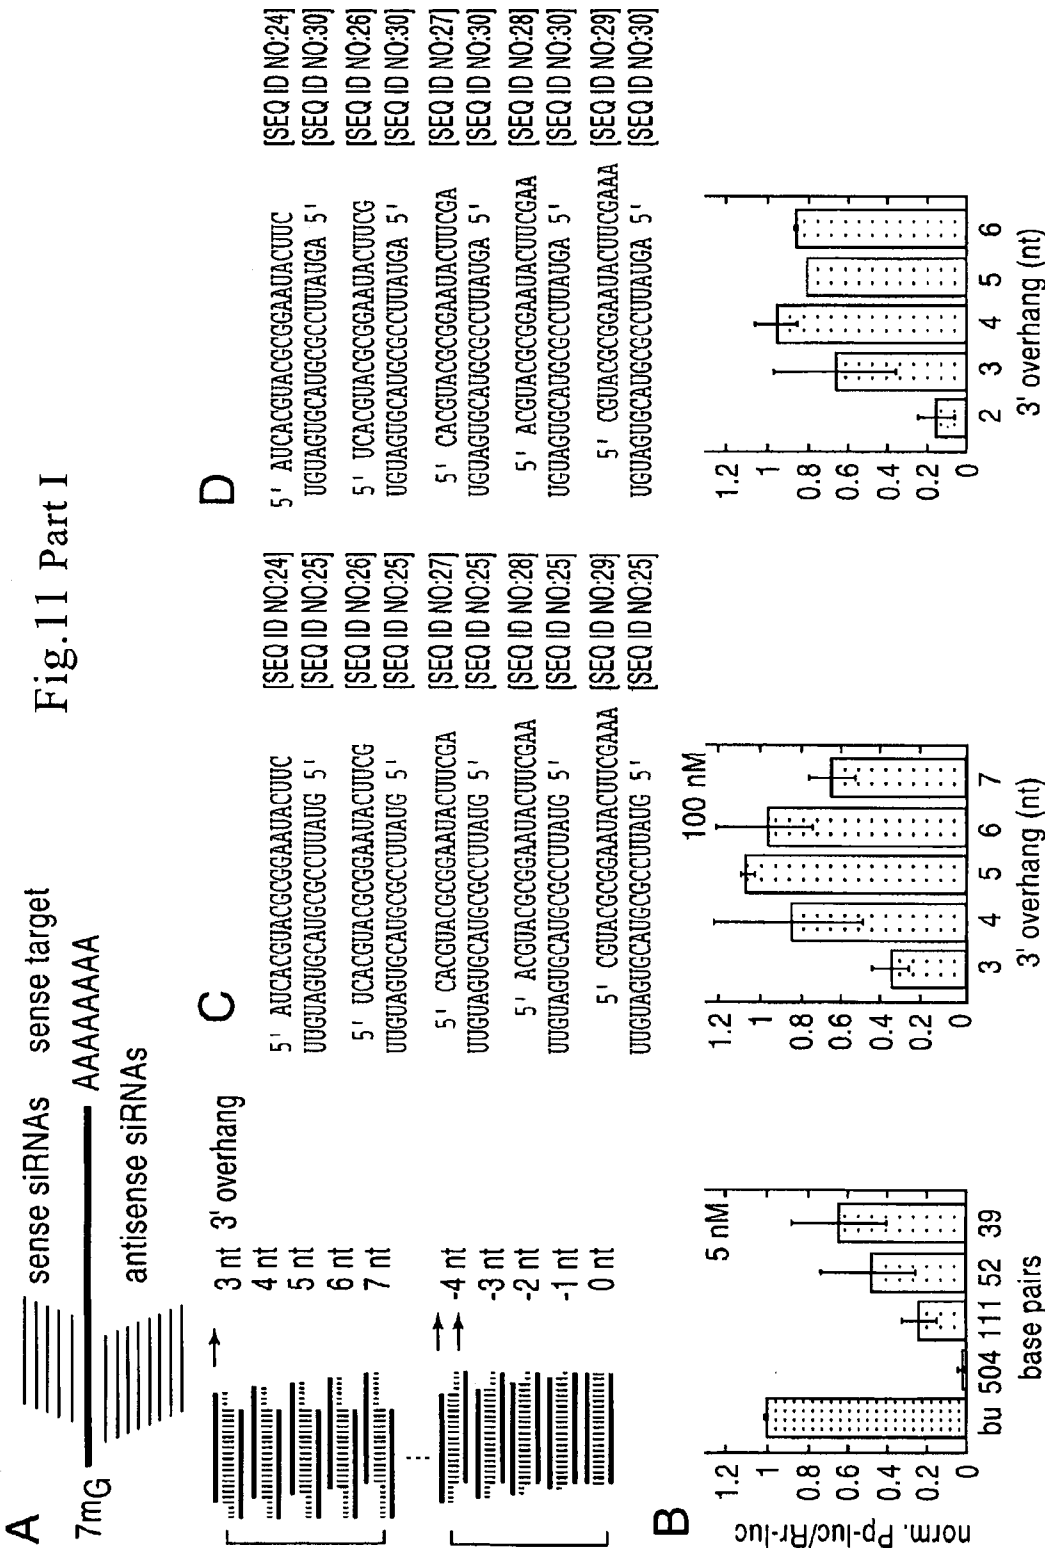 Fig.11 Part I
A
sense siRNAs sense target
7mG
AAAAAAAA
antisense siRNAs
3' overhang
3 nt
4 nt
5 nt
6 nt
7 nt
-4 nt
-3 nt
-2 nt
-1 nt
0 nt
B
norm. Pp-luc/Rr-luc
1.2
1
0.8
0.6
0.4
0.2
0
5 nM
bu 504 111 52 39
base pairs
C
5' AUCACGUACGCGGAAUACUUC [SEQ ID NO:24]
UUGUAGUGCAUGCGCCUUAUG 5' [SEQ ID NO:25]
5' UCACGUACGCGGAAUACUUCG [SEQ ID NO:26]
UUGUAGUGCAUGCGCCUUAUG 5' [SEQ ID NO:25]
5' CACGUACGCGGAAUACUUCGA [SEQ ID NO:27]
UUGUAGUGCAUGCGCCUUAUG 5' [SEQ ID NO:25]
5' ACGUACGCGGAAUACUUCGAA [SEQ ID NO:28]
UUGUAGUGCAUGCGCCUUAUG 5' [SEQ ID NO:25]
5' CGUACGCGGAAUACUUCGAAA [SEQ ID NO:29]
UUGUAGUGCAUGCGCCUUAUG 5' [SEQ ID NO:25]
1.2
1
0.8
0.6
0.4
0.2
0
100 nM
3 4 5 6 7
3' overhang (nt)
D
5' AUCACGUACGCGGAAUACUUC [SEQ ID NO:24]
UGUAGUGCAUGCGCCUUAUGA 5' [SEQ ID NO:30]
5' UCACGUACGCGGAAUACUUCG [SEQ ID NO:26]
UGUAGUGCAUGCGCCUUAUGA 5' [SEQ ID NO:30]
5' CACGUACGCGGAAUACUUCGA [SEQ ID NO:27]
UGUAGUGCAUGCGCCUUAUGA 5' [SEQ ID NO:30]
5' ACGUACGCGGAAUACUUCGAA [SEQ ID NO:28]
UGUAGUGCAUGCGCCUUAUGA 5' [SEQ ID NO:30]
5' CGUACGCGGAAUACUUCGAAA [SEQ ID NO:29]
UGUAGUGCAUGCGCCUUAUGA 5' [SEQ ID NO:30]
1.2
1
0.8
0.6
0.4
0.2
0
2 3 4 5 6
3' overhang (nt)